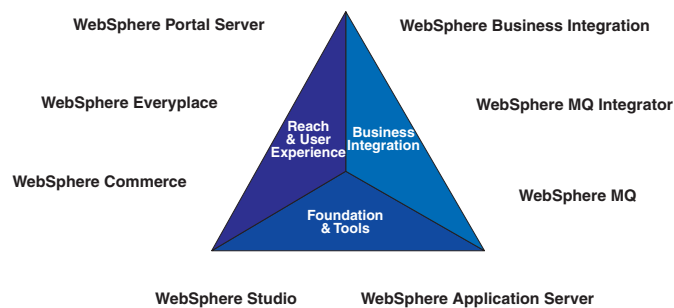 WebSphere Portal Server
WebSphere Business Integration
WebSphere Everyplace
WebSphere MQ Integrator
Reach
& User
Experience
Business
Integration
WebSphere Commerce
WebSphere MQ
Foundation
& Tools
WebSphere Studio
WebSphere Application Server